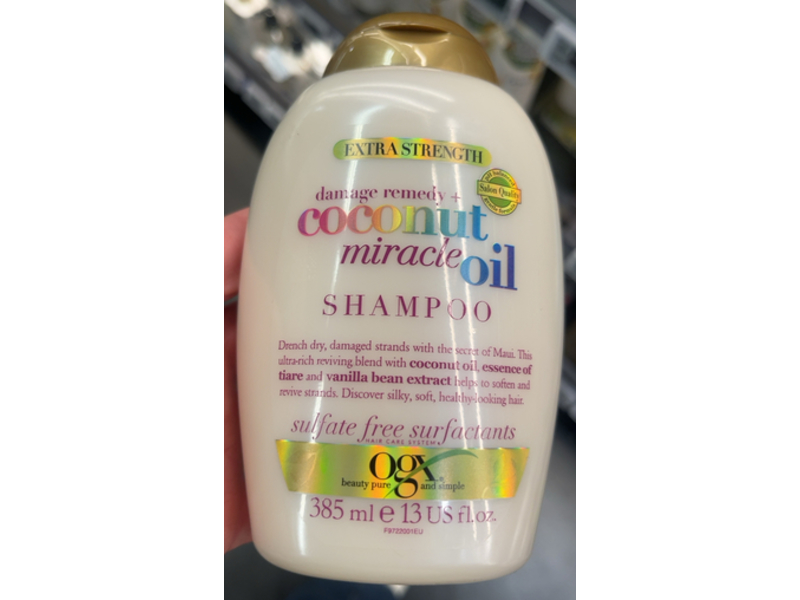 EXTRA STRENGTH
Salon Quality
damage remedy +
coconut
miracle oil
SHAMPOO
Drench dry, damaged strands with the secret of Maui. This
ultra-rich reviving blend with coconut oil, essence of
tiare and vanilla bean extract helps to soften and
revive strands. Discover silky, soft, healthy-looking hair.
sulfate free surfactants
HAIR CARE SYSTEM
ogx
beauty pure and simple
385 ml e 13 US fl.oz.
F9722001EU